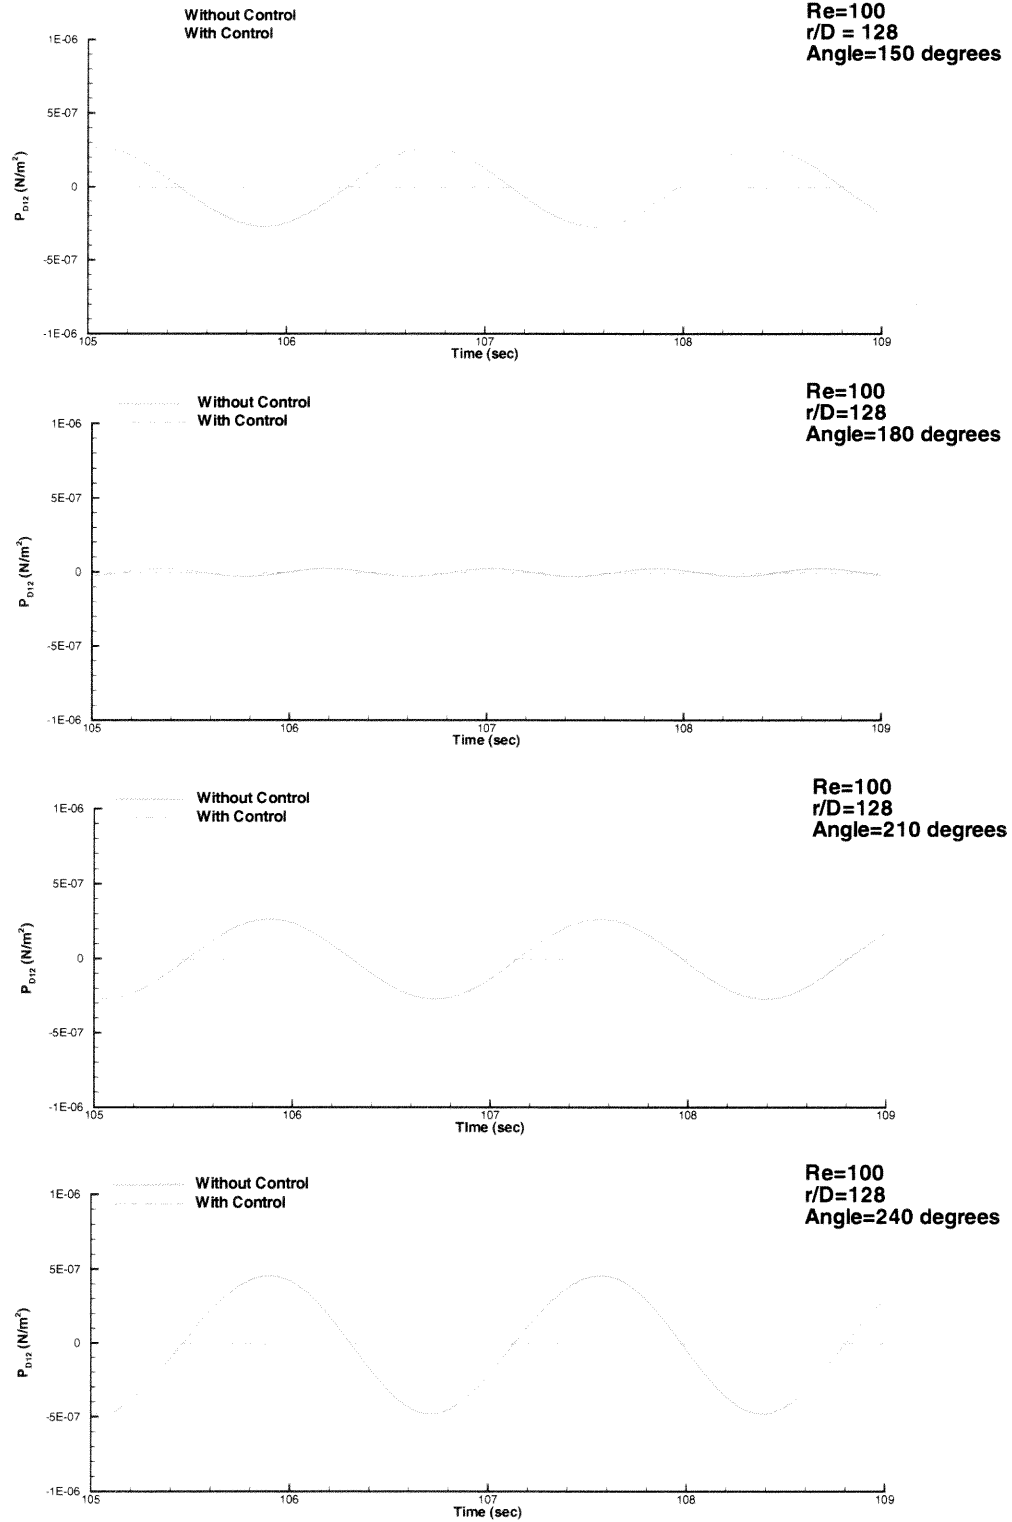 Without Control
With Control
Re=100
r/D = 128
Angle=150 degrees
1E-06
5E-07
0
-5E-07
-1E-06
P_D12 (N/m²)
105 106 107 108 109
Time (sec)
Without Control
With Control
Re=100
r/D=128
Angle=180 degrees
1E-06
5E-07
0
-5E-07
-1E-06
P_D12 (N/m²)
105 106 107 108 109
Time (sec)
Without Control
With Control
Re=100
r/D=128
Angle=210 degrees
1E-06
5E-07
0
-5E-07
-1E-06
P_D12 (N/m²)
105 106 107 108 109
Time (sec)
Without Control
With Control
Re=100
r/D=128
Angle=240 degrees
1E-06
5E-07
0
-5E-07
-1E-06
P_D12 (N/m²)
105 106 107 108 109
Time (sec)